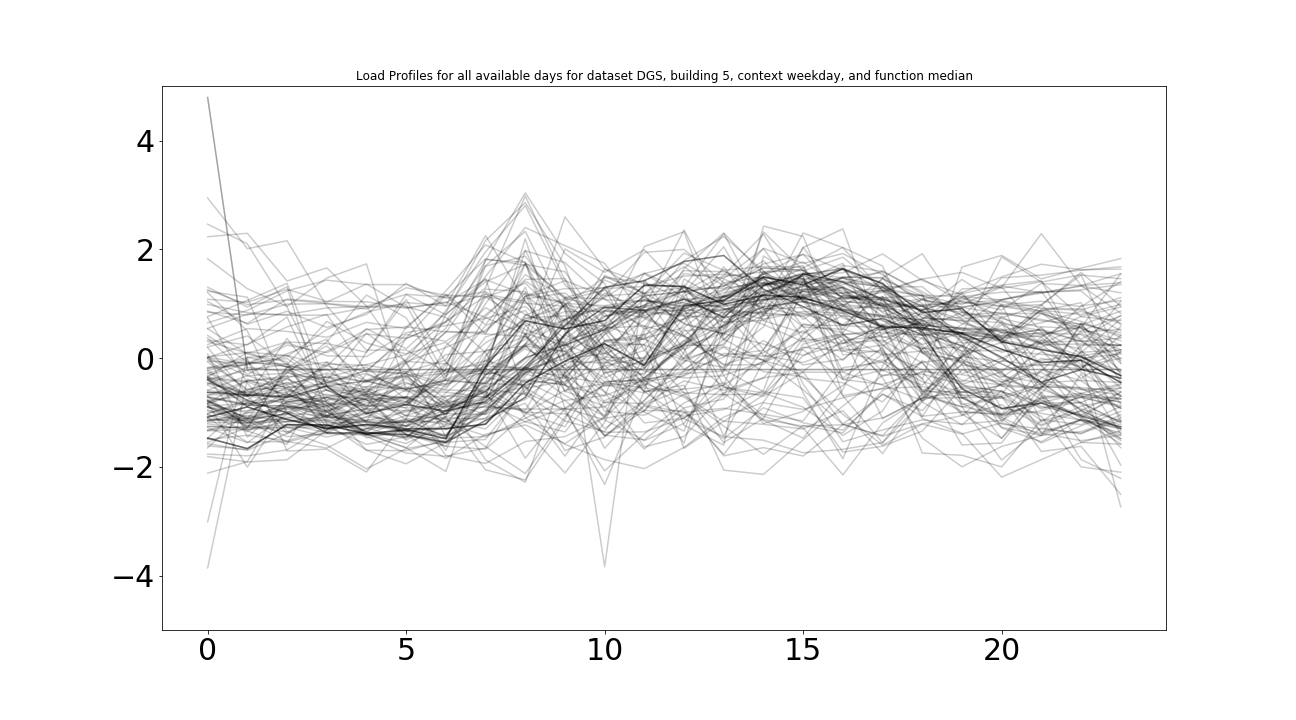 Load Profiles for all available days for dataset DGS, building 5, context weekday, and function median
4
2
0
−2
−4
0 5 10 15 20